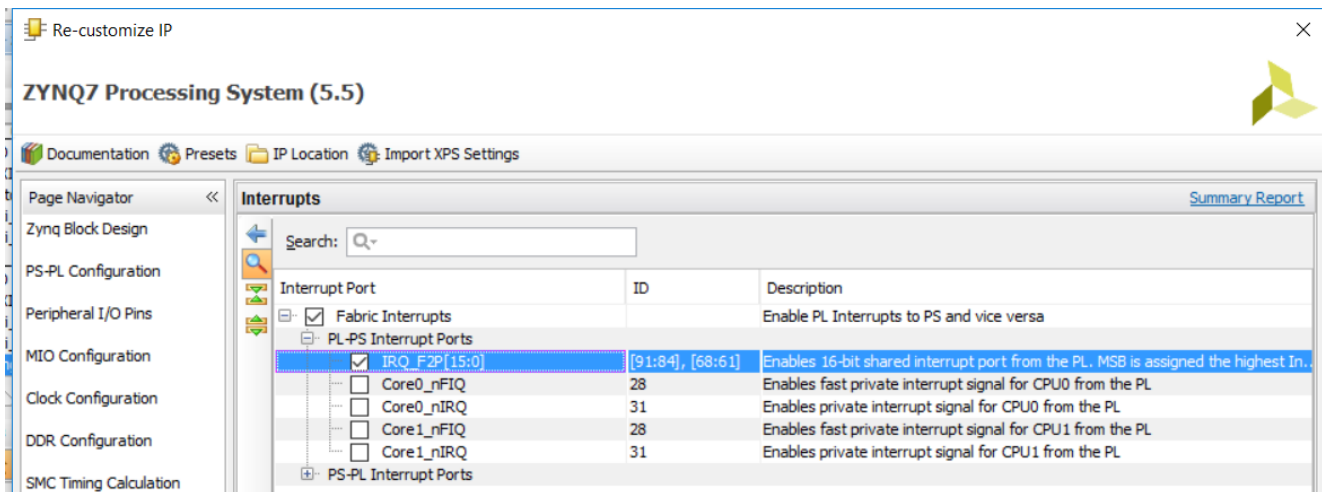 Re-customize IP
ZYNQ7 Processing System (5.5)
Documentation Presets IP Location Import XPS Settings
Page Navigator «
Zynq Block Design
PS-PL Configuration
Peripheral I/O Pins
MIO Configuration
Clock Configuration
DDR Configuration
SMC Timing Calculation
Interrupts Summary Report
Search:
Interrupt Port ID Description
Fabric Interrupts Enable PL Interrupts to PS and vice versa
PL-PS Interrupt Ports
IRQ_F2P[15:0] [91:84], [68:61] Enables 16-bit shared interrupt port from the PL. MSB is assigned the highest In...
Core0_nFIQ 28 Enables fast private interrupt signal for CPU0 from the PL
Core0_nIRQ 31 Enables private interrupt signal for CPU0 from the PL
Core1_nFIQ 28 Enables fast private interrupt signal for CPU1 from the PL
Core1_nIRQ 31 Enables private interrupt signal for CPU1 from the PL
PS-PL Interrupt Ports